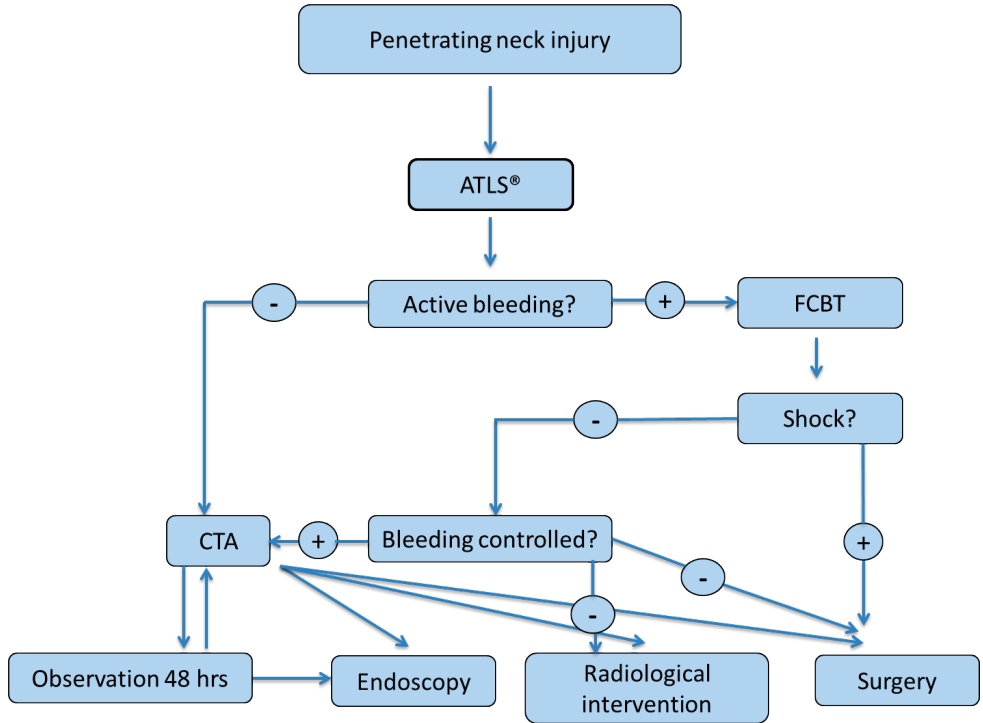 Penetrating neck injury
ATLS®
-
Active bleeding?
+
FCBT
-
Shock?
CTA
+
Bleeding controlled?
+
-
-
Observation 48 hrs
Endoscopy
Radiological
intervention
Surgery